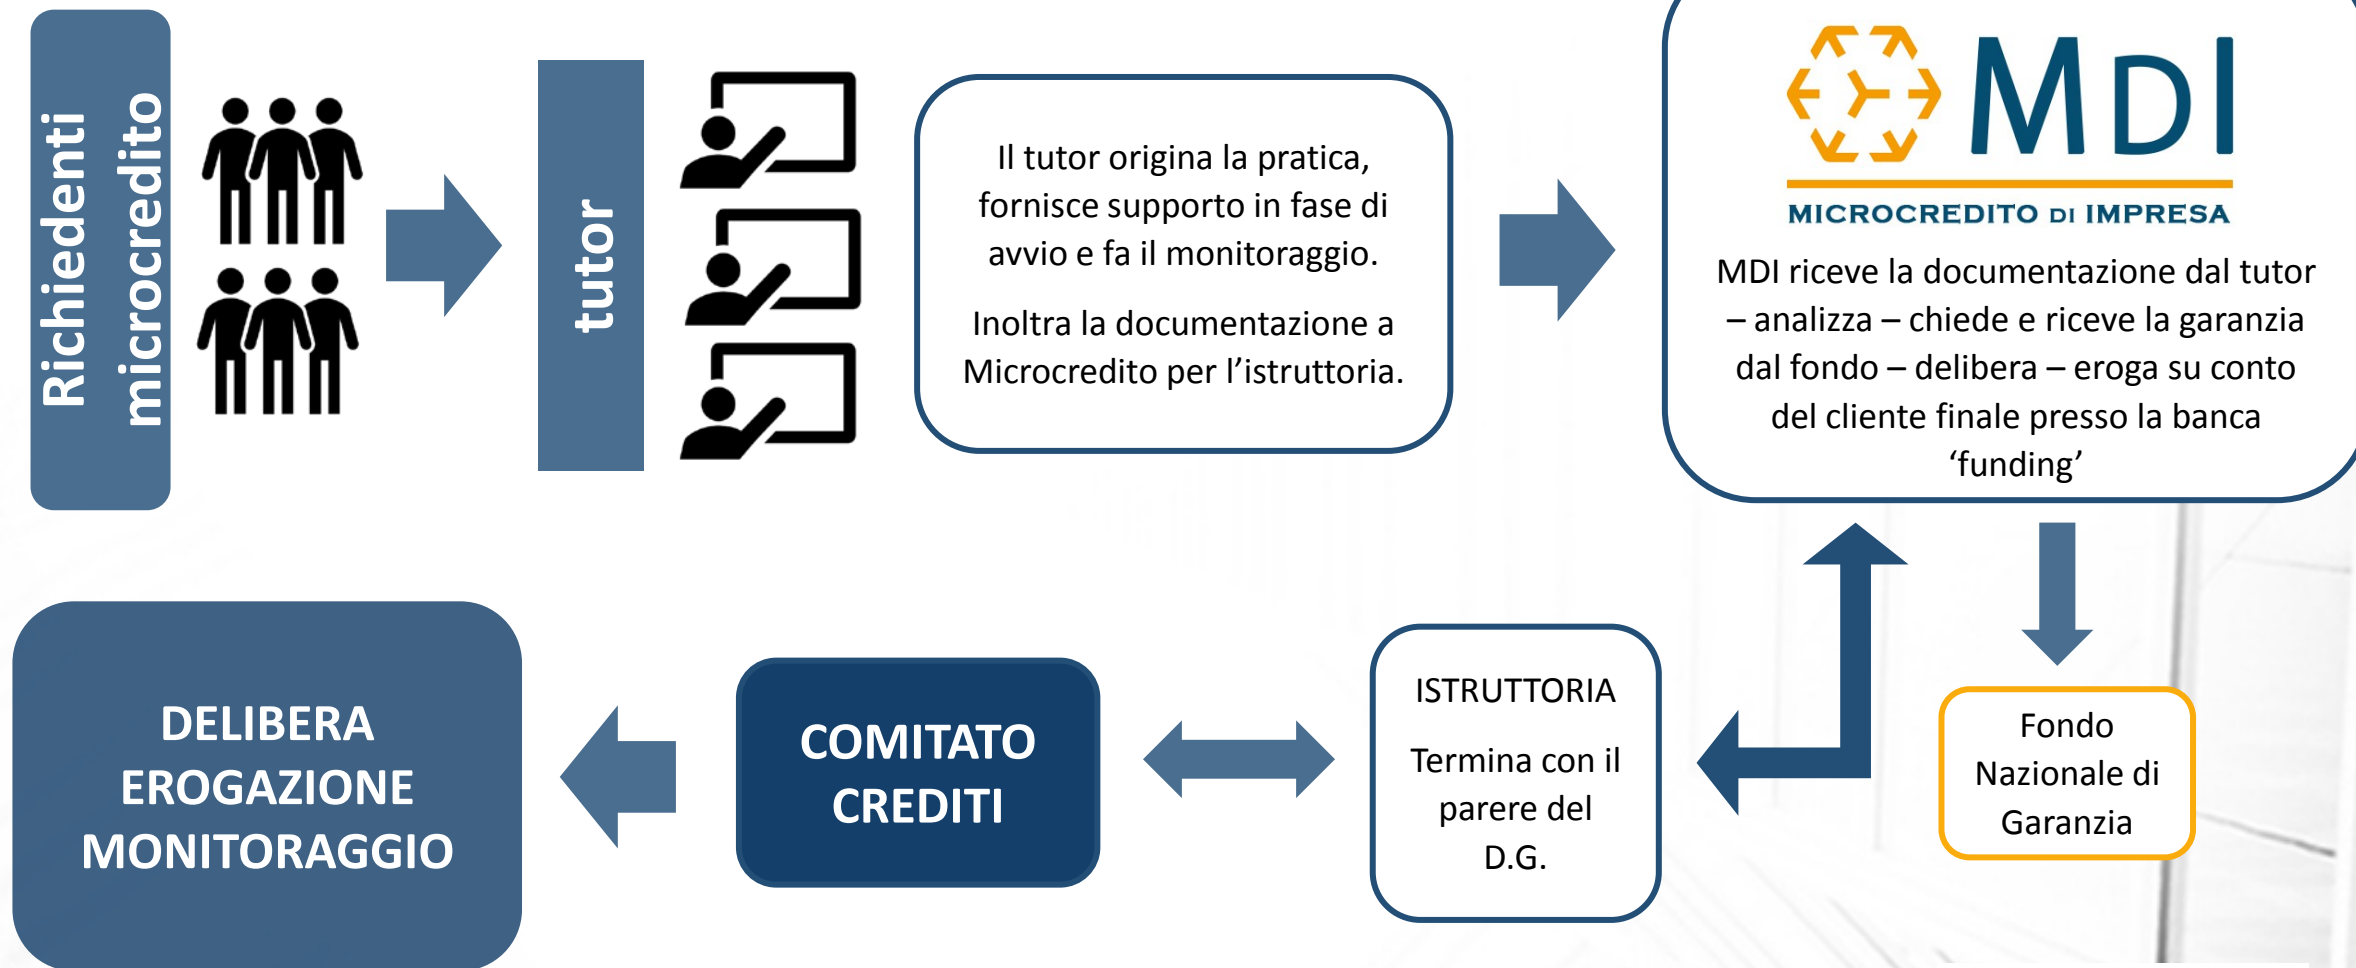 Richiedenti
microcredito
tutor
Il tutor origina la pratica,
fornisce supporto in fase di
avvio e fa il monitoraggio.
Inoltra la documentazione a
Microcredito per l’istruttoria.
MDI
MICROCREDITO DI IMPRESA
MDI riceve la documentazione dal tutor
– analizza – chiede e riceve la garanzia
dal fondo – delibera – eroga su conto
del cliente finale presso la banca
‘funding’
DELIBERA
EROGAZIONE
MONITORAGGIO
COMITATO
CREDITI
ISTRUTTORIA
Termina con il
parere del
D.G.
Fondo
Nazionale di
Garanzia